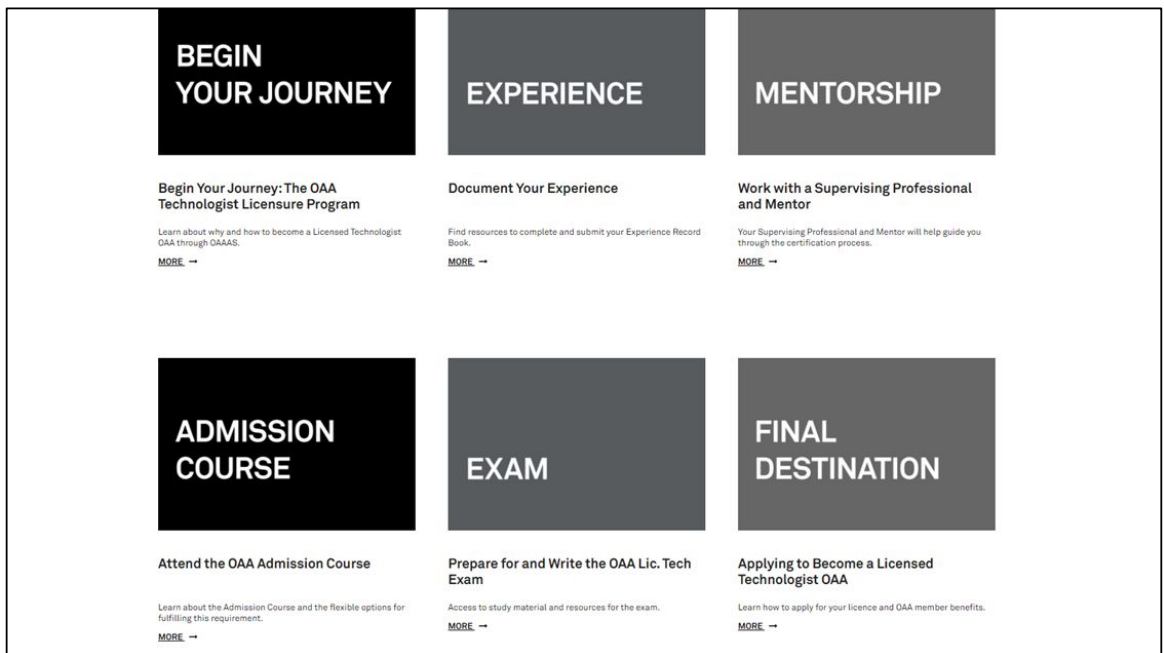 BEGIN
YOUR JOURNEY
Begin Your Journey: The OAA
Technologist Licensure Program
Learn about why and how to become a Licensed Technologist
OAA through OAAAS.
MORE →
EXPERIENCE
Document Your Experience
Find resources to complete and submit your Experience Record
Book.
MORE →
MENTORSHIP
Work with a Supervising Professional
and Mentor
Your Supervising Professional and Mentor will help guide you
through the certification process.
MORE →
ADMISSION
COURSE
Attend the OAA Admission Course
Learn about the Admission Course and the flexible options for
fulfilling this requirement.
MORE →
EXAM
Prepare for and Write the OAA Lic. Tech
Exam
Access to study material and resources for the exam.
MORE →
FINAL
DESTINATION
Applying to Become a Licensed
Technologist OAA
Learn how to apply for your licence and OAA member benefits.
MORE →